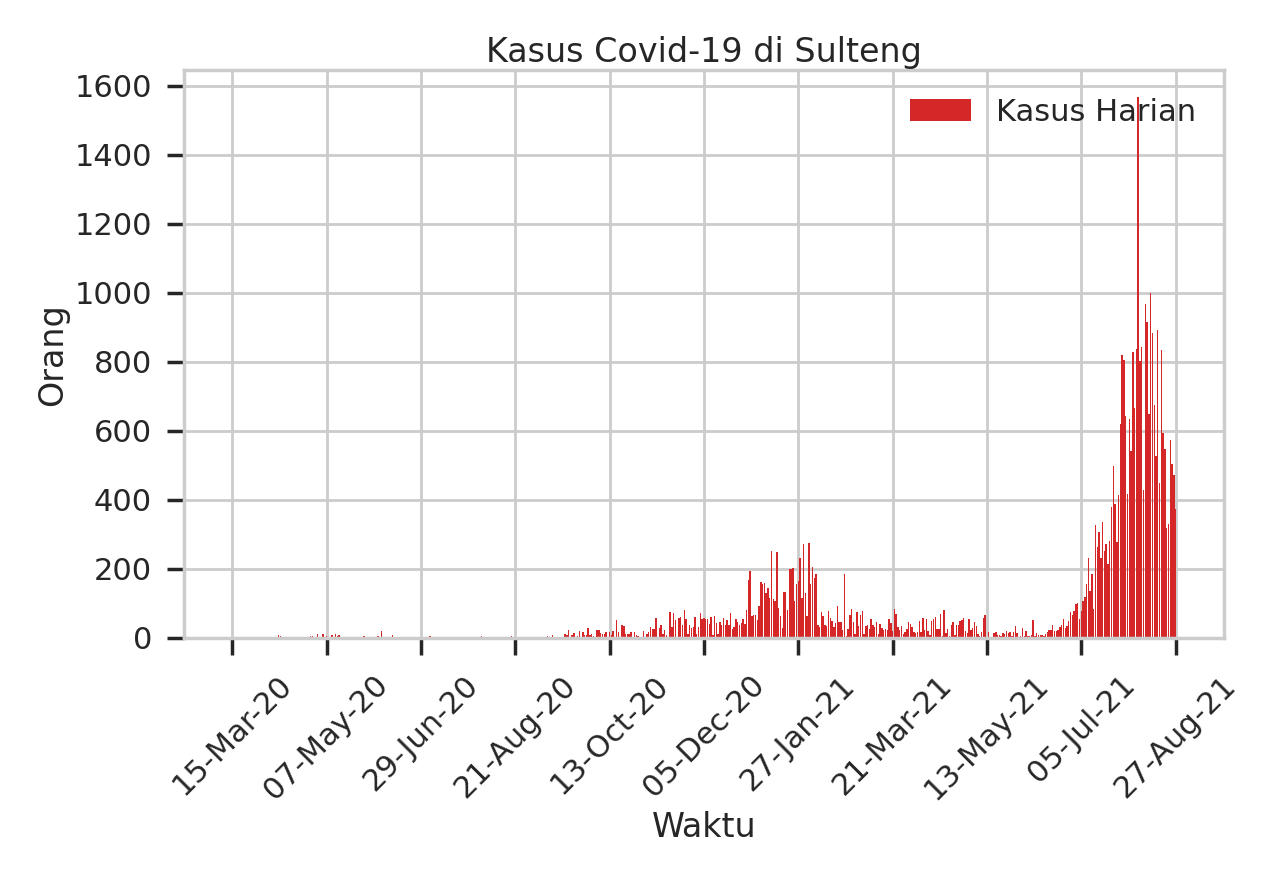 Kasus Covid-19 di Sulteng
Kasus Harian
Orang
1600
1400
1200
1000
800
600
400
200
0
15-Mar-20
07-May-20
29-Jun-20
21-Aug-20
13-Oct-20
05-Dec-20
27-Jan-21
21-Mar-21
13-May-21
05-Jul-21
27-Aug-21
Waktu